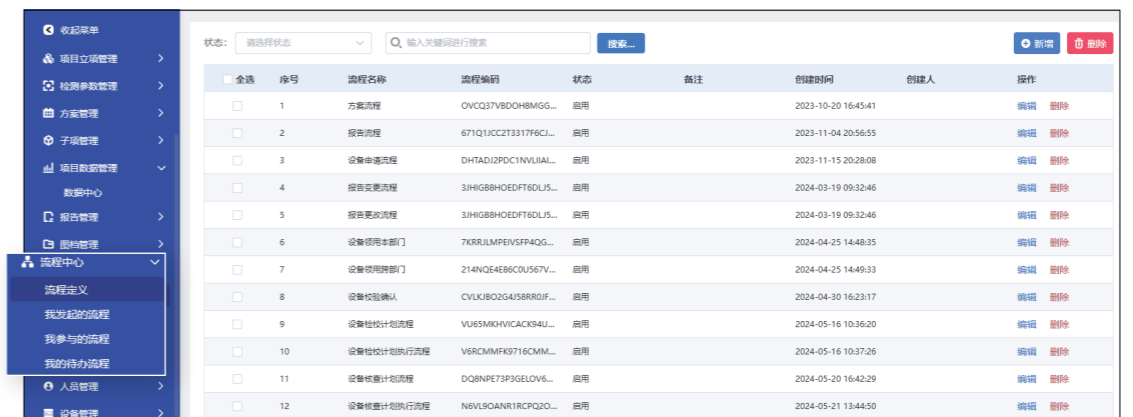 收起菜单
项目立项管理
检测参数管理
方案管理
子项管理
项目数据管理
数据中心
报告管理
图档管理
流程中心
流程定义
我发起的流程
我参与的流程
我的待办流程
人员管理
设备管理
状态: 请选择状态 输入关键词进行搜索 搜索... 新增 删除
全选 序号 流程名称 流程编码 状态 备注 创建时间 创建人 操作
1 方案流程 OVCQ37VBDOH8MGG... 启用 2023-10-20 16:45:41 编辑 删除
2 报告流程 671Q1JCC2T3317F6CJ... 启用 2023-11-04 20:56:55 编辑 删除
3 设备申请流程 DHTADJ2PDC1NVLIIAI... 启用 2023-11-15 20:28:08 编辑 删除
4 报告变更流程 3JHIGB8HOEDFT6DLJ5... 启用 2024-03-19 09:32:46 编辑 删除
5 报告更改流程 3JHIGB8HOEDFT6DLJ5... 启用 2024-03-19 09:32:46 编辑 删除
6 设备领用本部门 7KRRJLMPEIVSFP4QG... 启用 2024-04-25 14:48:35 编辑 删除
7 设备领用跨部门 214NQE4E86C0U567V... 启用 2024-04-25 14:49:33 编辑 删除
8 设备校验确认 CVLKJBO2G4J58RR0JF... 启用 2024-04-30 16:23:17 编辑 删除
9 设备检校计划流程 VU65MKHVICACK94U... 启用 2024-05-16 10:36:20 编辑 删除
10 设备检校计划执行流程 V6RCMMFK9716CMM... 启用 2024-05-16 10:37:26 编辑 删除
11 设备核查计划流程 DQ8NPE73P3GELOV6... 启用 2024-05-20 16:42:29 编辑 删除
12 设备核查计划执行流程 N6VL9OANR1RCPQ2O... 启用 2024-05-21 13:44:50 编辑 删除